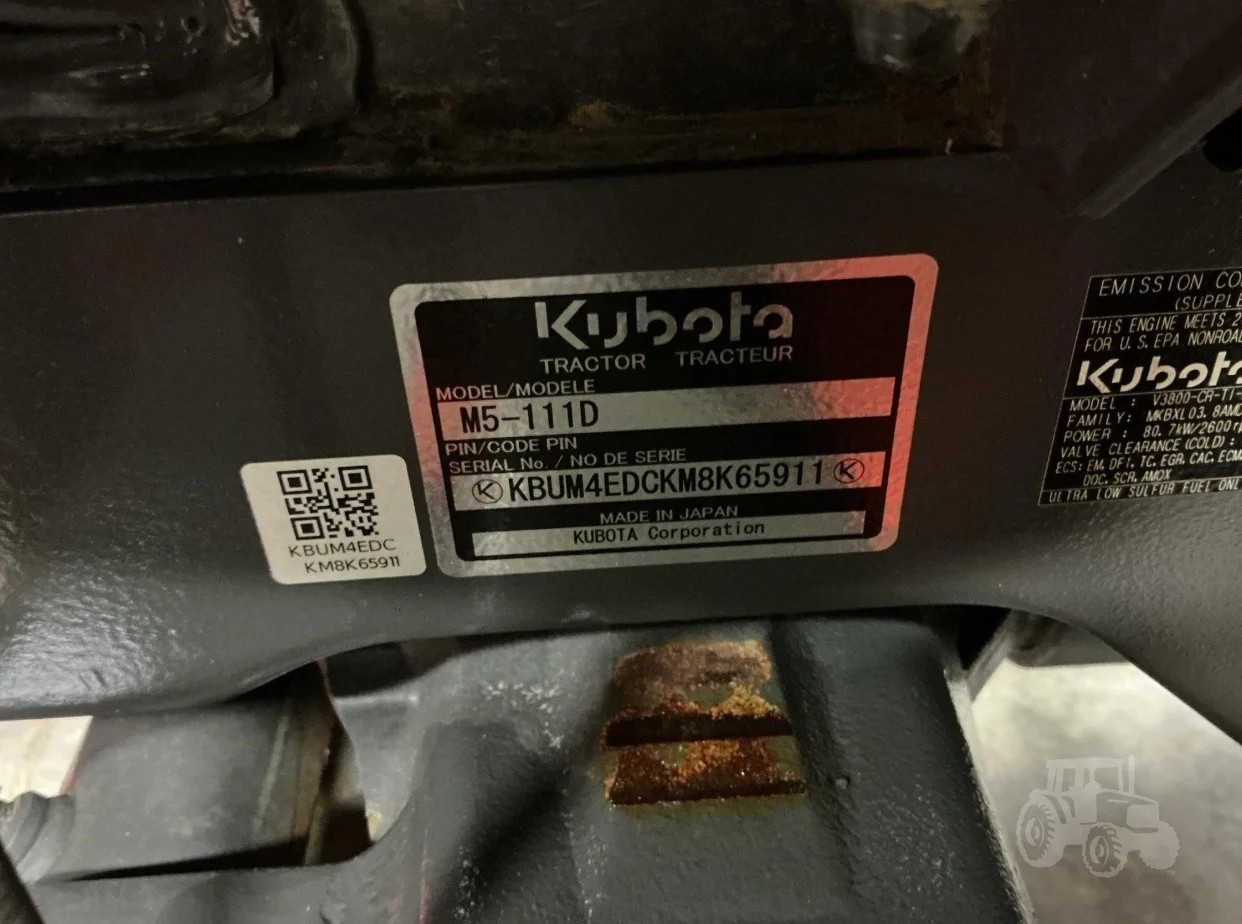 Kubota
TRACTOR TRACTEUR
MODEL/MODELE
M5-111D
PIN/CODE PIN
SERIAL No. / NO DE SERIE
KBUM4EDCKM8K65911
MADE IN JAPAN
KUBOTA Corporation
KBUM4EDC
KM8K65911
EMISSION CO
(SUPPLE
THIS ENGINE MEETS 2
FOR U.S. EPA NONROA
Kubota
MODEL : V3800-CR-TI-
FAMILY: MKBXL03.8AM
POWER : 80.7kW/2600r
VALVE CLEARANCE (COLD) :
ECS: EM, DFI, TC, EGR, CAC, ECM
DOC, SCR, AMOX
ULTRA LOW SULFUR FUEL ONL